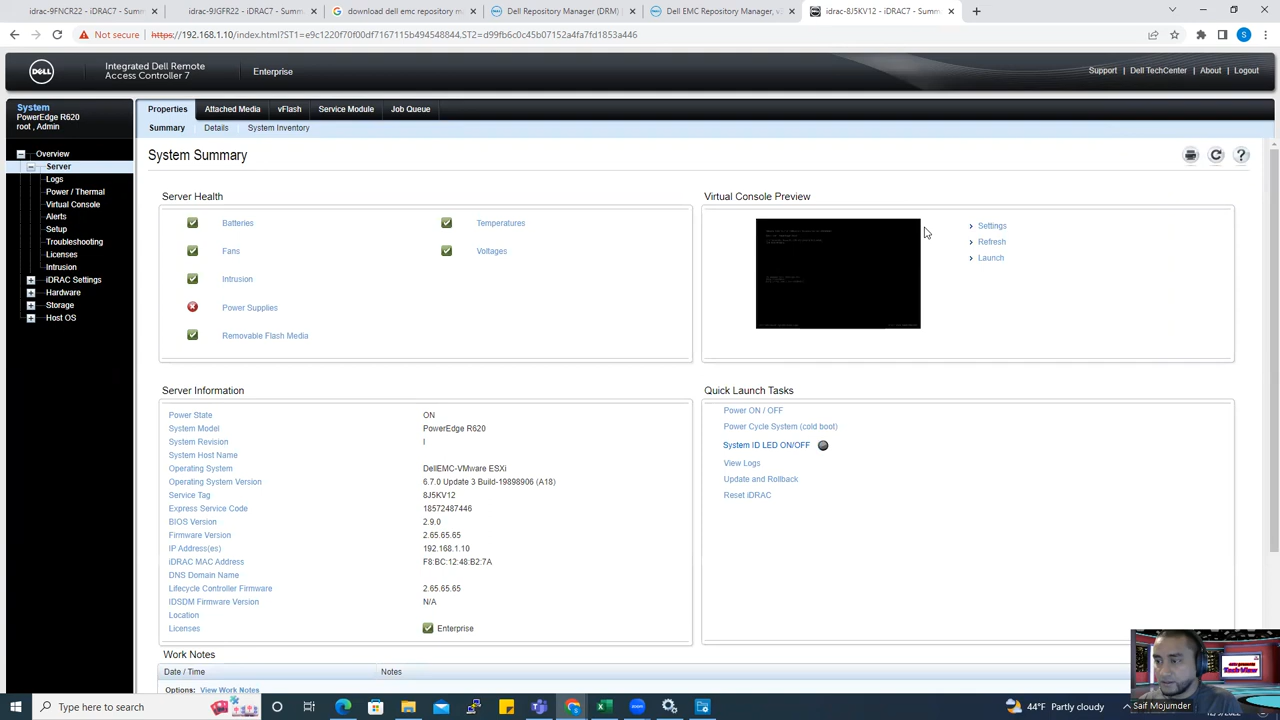 idrac-9FNCR22 - iDRAC7 - Summ
idrac-9GFFN22 - iDRAC7 - Summ
download dell emc repository m
Dell Repository Manager (DRM) |
Dell EMC Repository Manager, v
idrac-8J5KV12 - iDRAC7 - Summ
Not secure
https://192.168.1.10/index.html?ST1=e9c1220f70f00df7167115b494548844,ST2=d99fb6c0c45b07152a4fa7fd1853a446
S
DELL
Integrated Dell Remote
Access Controller 7
Enterprise
Support | Dell TechCenter | About | Logout
System
PowerEdge R620
root , Admin
Properties
Attached Media
vFlash
Service Module
Job Queue
Summary
Details
System Inventory
Overview
Server
Logs
Power / Thermal
Virtual Console
Alerts
Setup
Troubleshooting
Licenses
Intrusion
iDRAC Settings
Hardware
Storage
Host OS
System Summary
Server Health
Batteries
Temperatures
Fans
Voltages
Intrusion
Power Supplies
Removable Flash Media
Virtual Console Preview
Settings
Refresh
Launch
Server Information
Power State ON
System Model PowerEdge R620
System Revision I
System Host Name
Operating System DellEMC-VMware ESXi
Operating System Version 6.7.0 Update 3 Build-19898906 (A18)
Service Tag 8J5KV12
Express Service Code 18572487446
BIOS Version 2.9.0
Firmware Version 2.65.65.65
IP Address(es) 192.168.1.10
iDRAC MAC Address F8:BC:12:48:B2:7A
DNS Domain Name
Lifecycle Controller Firmware 2.65.65.65
IDSDM Firmware Version N/A
Location
Licenses Enterprise
Quick Launch Tasks
Power ON / OFF
Power Cycle System (cold boot)
System ID LED ON/OFF
View Logs
Update and Rollback
Reset iDRAC
Work Notes
Date / Time
Notes
Options: View Work Notes
Tech View
Saif Mojumder
Type here to search
44°F Partly cloudy